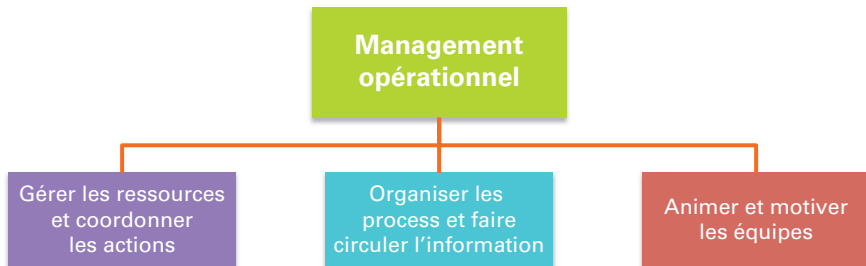 Management
opérationnel
Gérer les ressources
et coordonner
les actions
Organiser les
process et faire
circuler l’information
Animer et motiver
les équipes